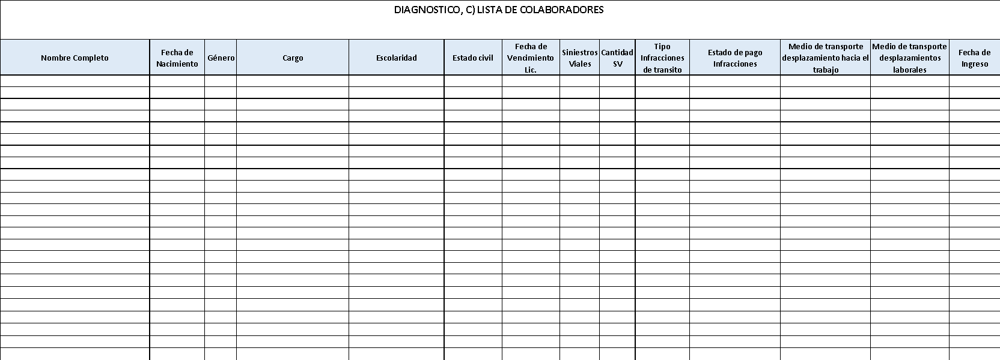 DIAGNOSTICO, C) LISTA DE COLABORADORES
Nombre Completo
Fecha de
Nacimiento
Género
Cargo
Escolaridad
Estado civil
Fecha de
Vencimiento
Lic.
Siniestros
Viales
Cantidad
SV
Tipo
Infracciones
de transito
Estado de pago
Infracciones
Medio de transporte
desplazamiento hacia el
trabajo
Medio de transporte
desplazamientos
laborales
Fecha de
Ingreso